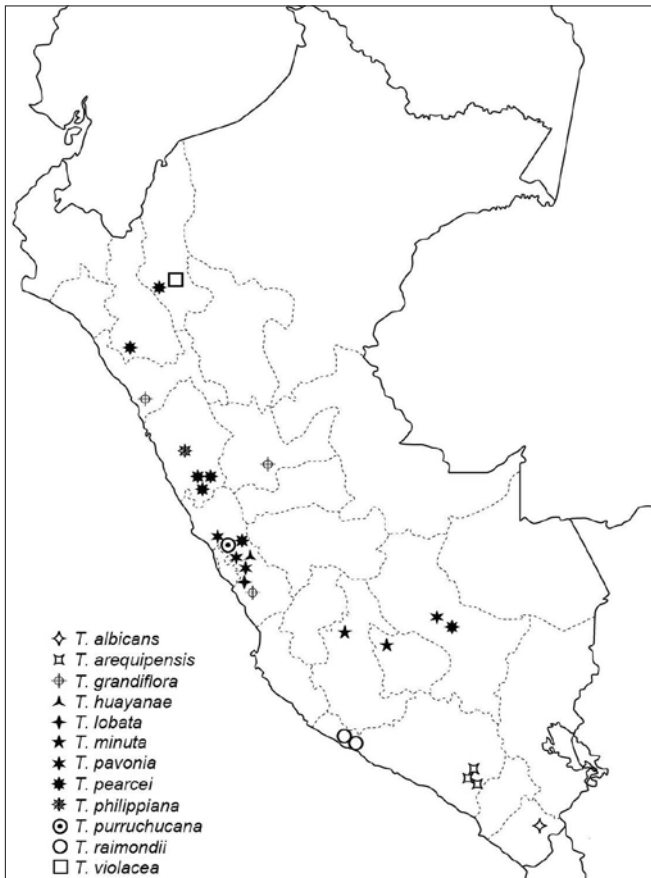 T. albicans
T. arequipensis
T. grandiflora
T. huayanae
T. lobata
T. minuta
T. pavonia
T. pearcei
T. philippiana
T. purruchucana
T. raimondii
T. violacea